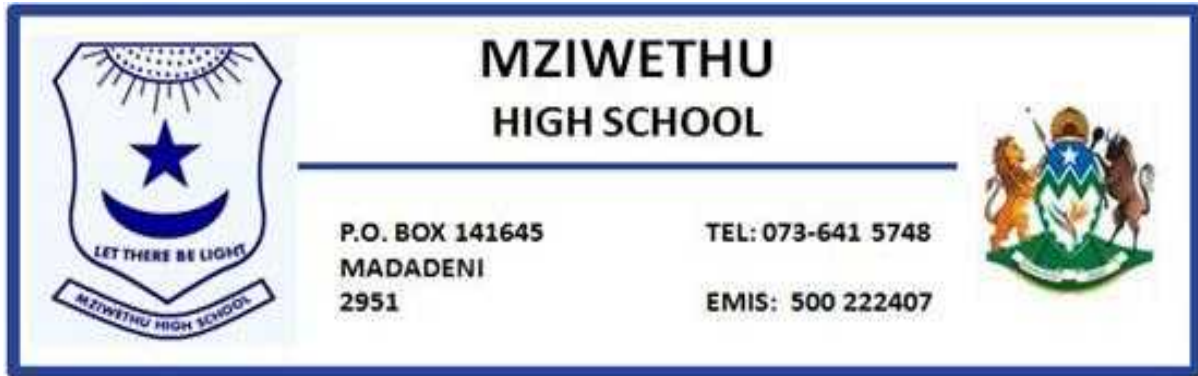 MZIWETHU
HIGH SCHOOL
LET THERE BE LIGHT
MZIWETHU HIGH SCHOOL
P.O. BOX 141645
MADADENI
2951
TEL: 073-641 5748
EMIS: 500 222407